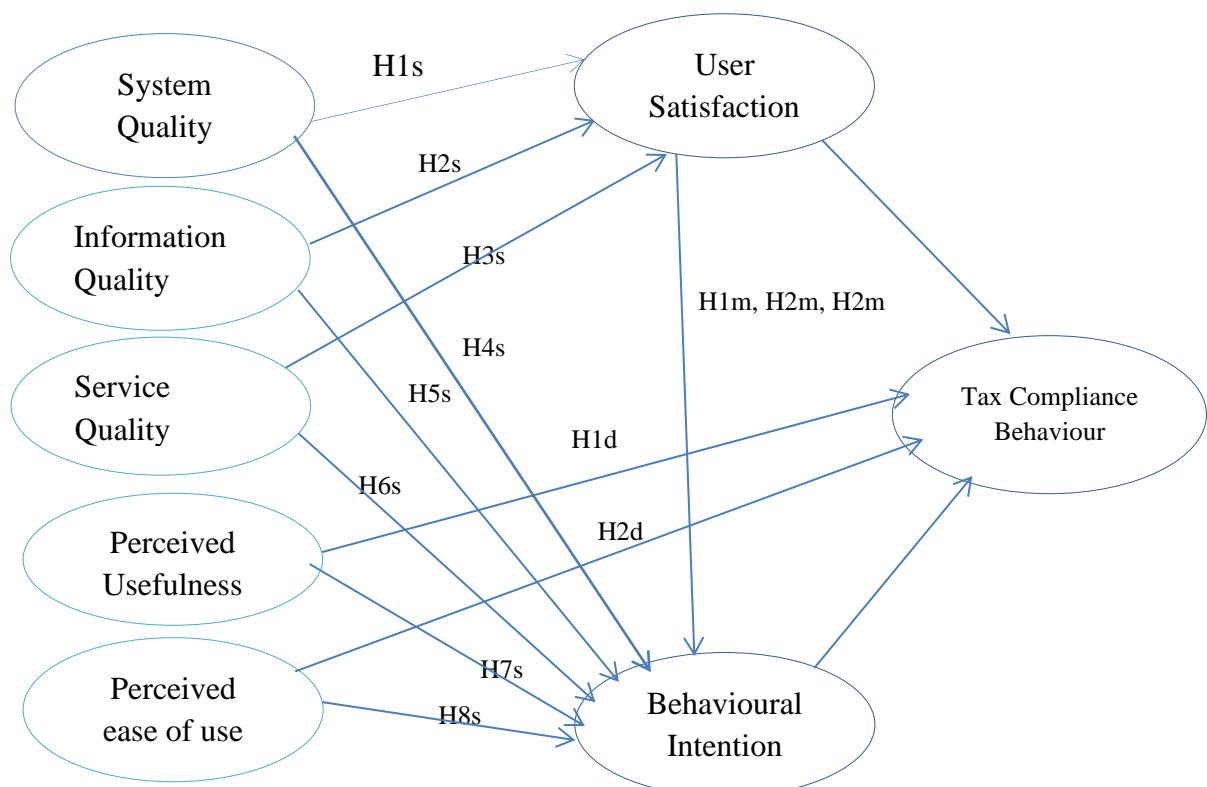 System
Quality
H1s
User
Satisfaction
H2s
Information
Quality
H3s
H1m, H2m, H2m
H4s
Service
Quality
H5s
Tax Compliance
Behaviour
H1d
H6s
H2d
Perceived
Usefulness
H7s
Perceived
ease of use
H8s
Behavioural
Intention